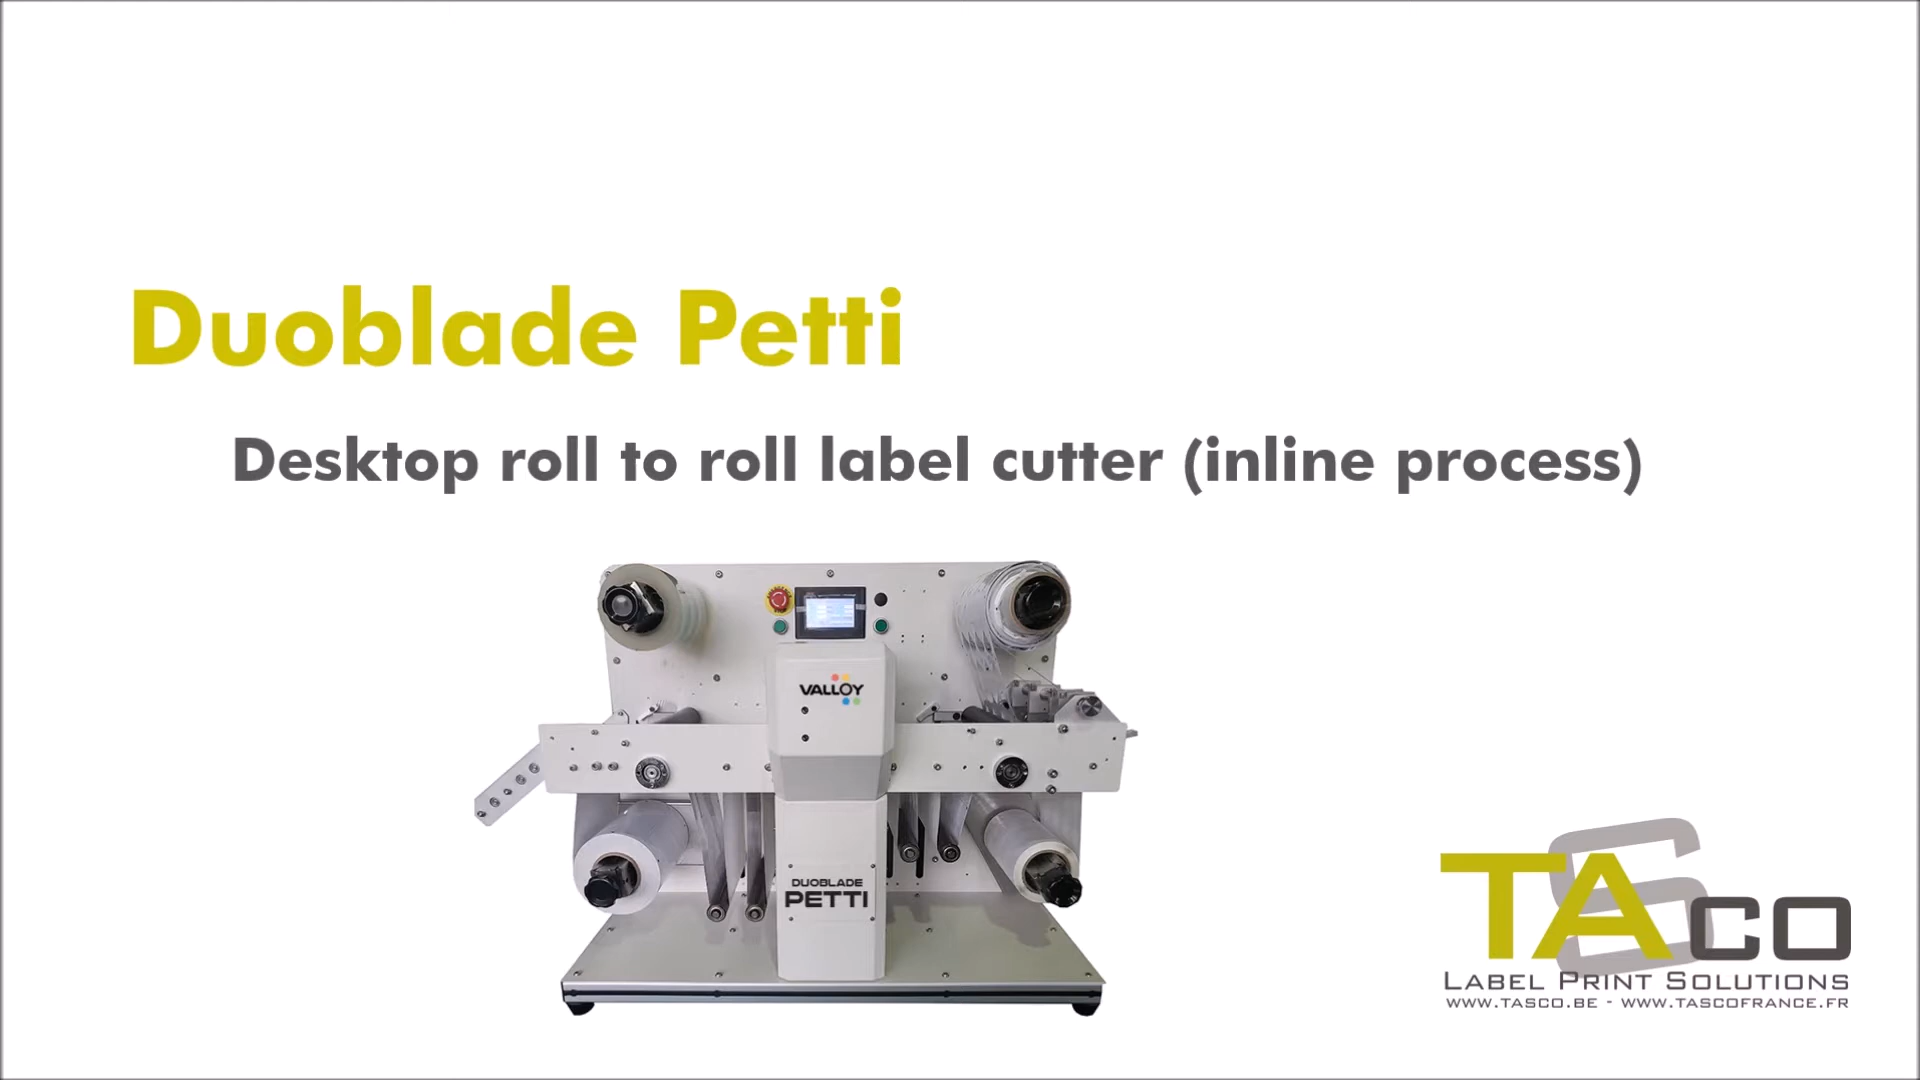 Duoblade Petti
Desktop roll to roll label cutter (inline process)
VALLOY
DUOBLADE
PETTI
TASco
LABEL PRINT SOLUTIONS
WWW.TASCO.BE - WWW.TASCOFRANCE.FR